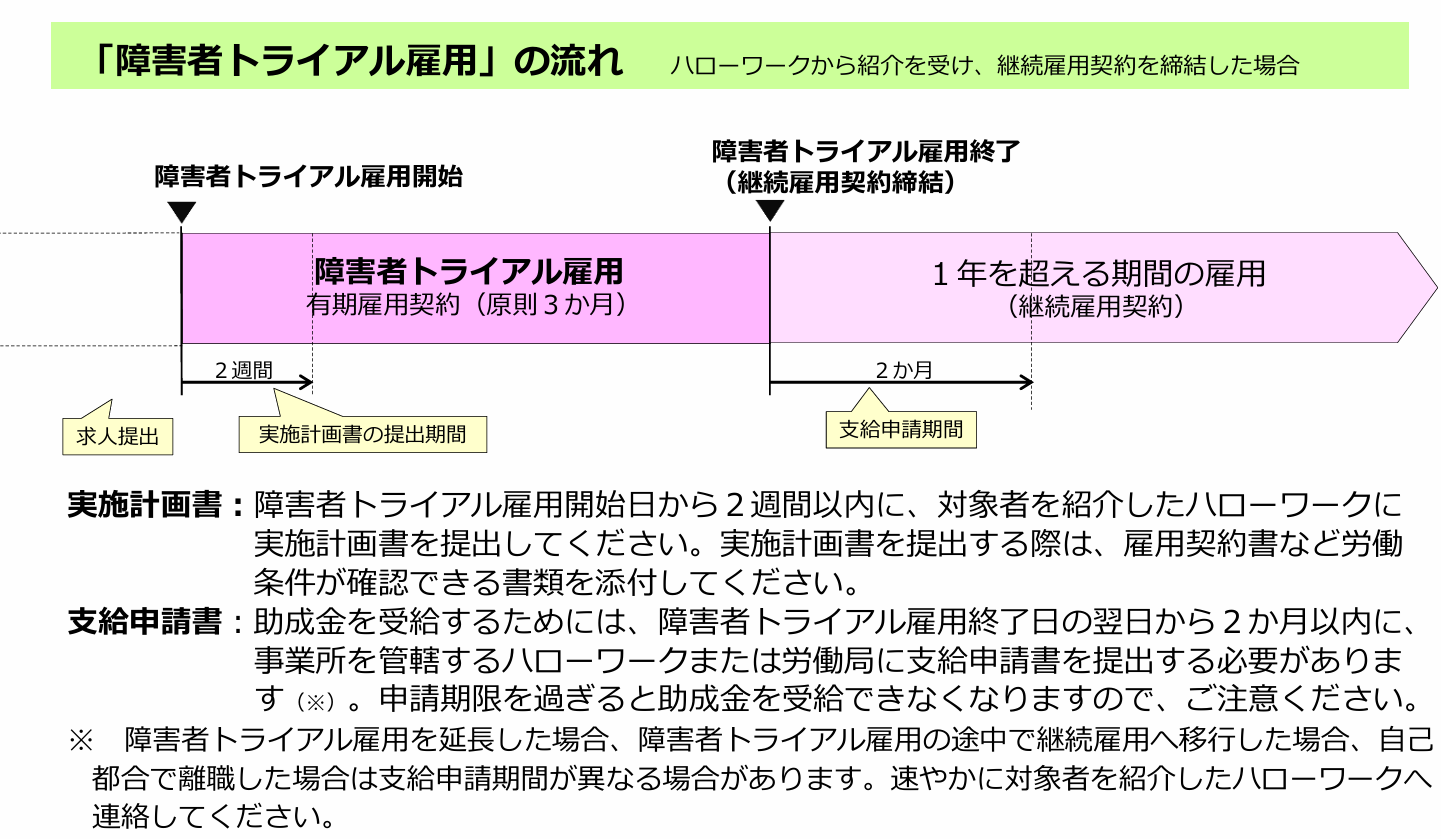 「障害者トライアル雇用」の流れ　ハローワークから紹介を受け、継続雇用契約を締結した場合
障害者トライアル雇用開始
障害者トライアル雇用終了
（継続雇用契約締結）
障害者トライアル雇用
有期雇用契約（原則３か月）
１年を超える期間の雇用
（継続雇用契約）
２週間
２か月
求人提出
実施計画書の提出期間
支給申請期間
実施計画書：障害者トライアル雇用開始日から２週間以内に、対象者を紹介したハローワークに
実施計画書を提出してください。実施計画書を提出する際は、雇用契約書など労働
条件が確認できる書類を添付してください。
支給申請書：助成金を受給するためには、障害者トライアル雇用終了日の翌日から２か月以内に、
事業所を管轄するハローワークまたは労働局に支給申請書を提出する必要がありま
す（※）。申請期限を過ぎると助成金を受給できなくなりますので、ご注意ください。
※　障害者トライアル雇用を延長した場合、障害者トライアル雇用の途中で継続雇用へ移行した場合、自己
都合で離職した場合は支給申請期間が異なる場合があります。速やかに対象者を紹介したハローワークへ
連絡してください。